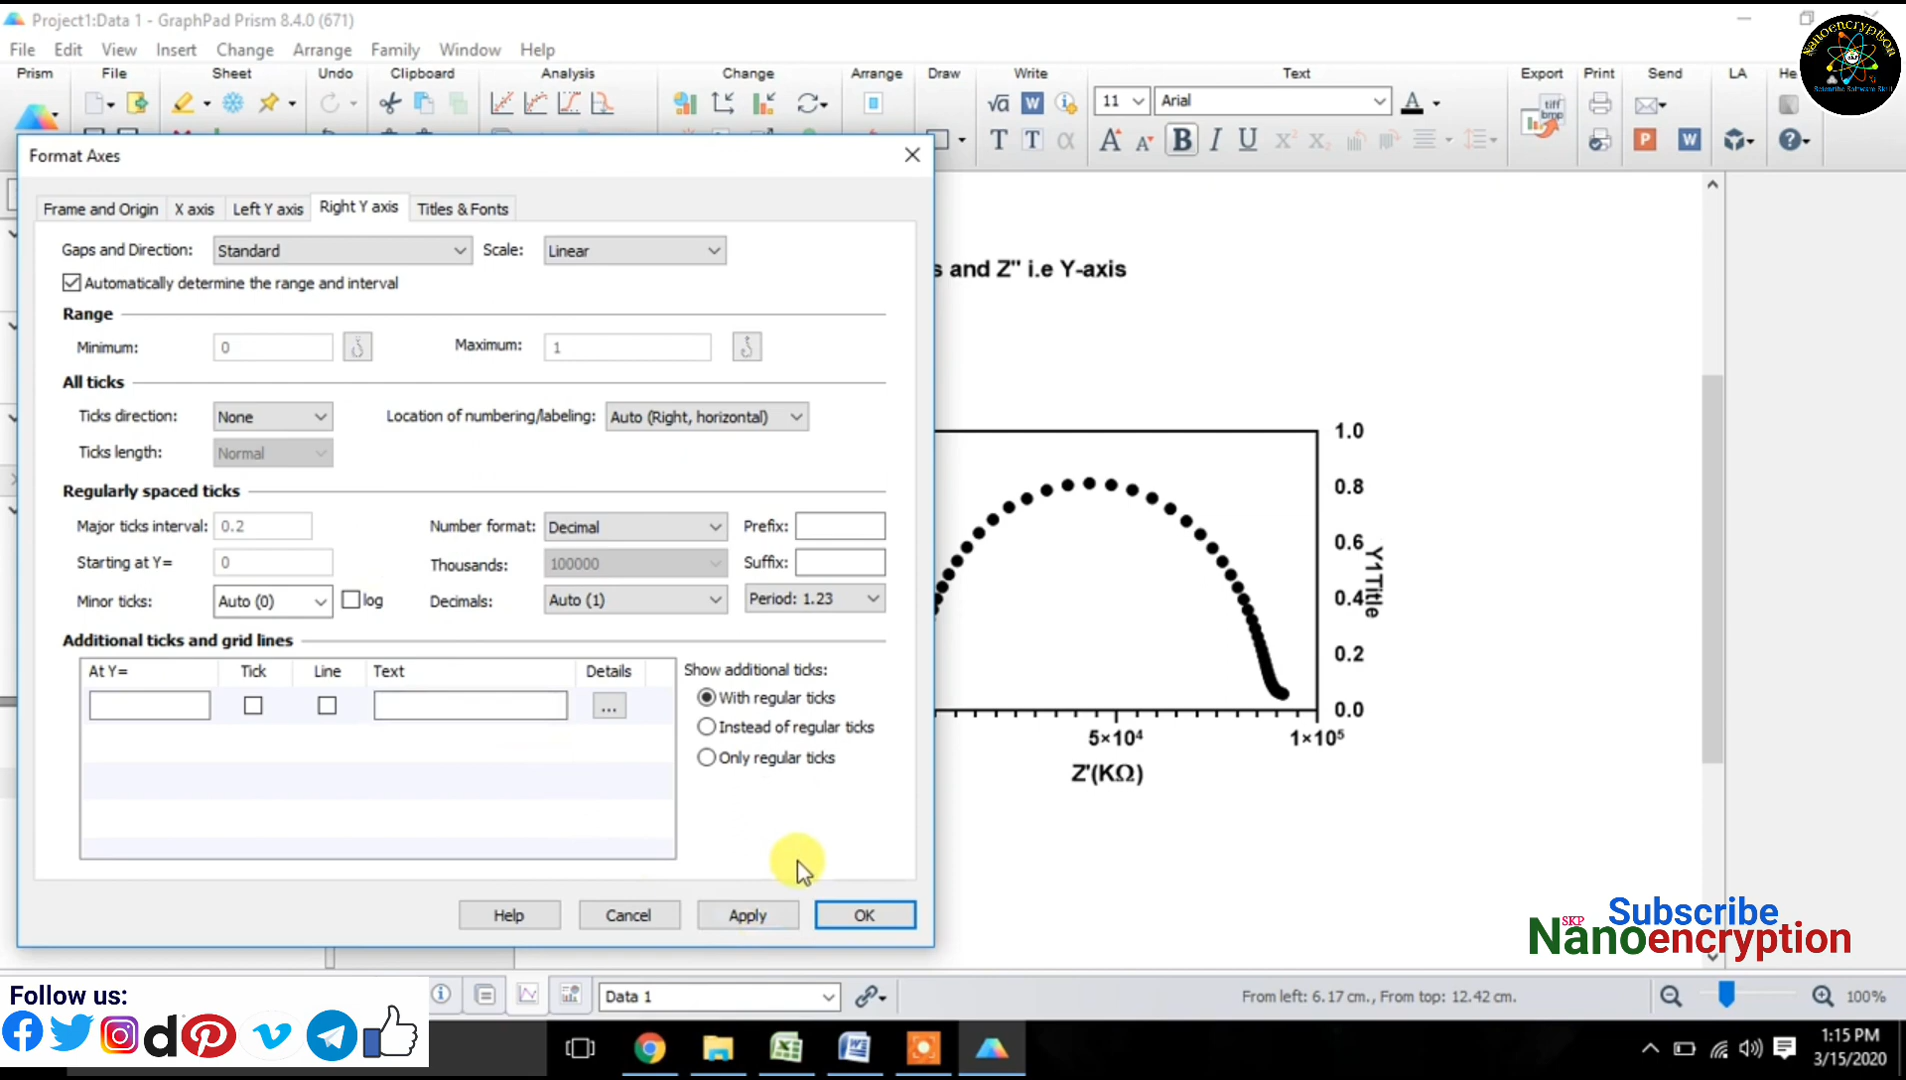 Project1:Data 1 - GraphPad Prism 8.4.0 (671)
File Edit View Insert Change Arrange Family Window Help
Prism File Sheet Undo Clipboard Analysis Change Arrange Draw Write Text Export Print Send LA He
11 Arial
tiff
bmp
Nanoencryption
Format Axes
Frame and Origin X axis Left Y axis Right Y axis Titles & Fonts
Gaps and Direction: Standard Scale: Linear
Automatically determine the range and interval
Range
Minimum: 0 Maximum: 1
All ticks
Ticks direction: None Location of numbering/labeling: Auto (Right, horizontal)
Ticks length: Normal
Regularly spaced ticks
Major ticks interval: 0.2 Number format: Decimal Prefix:
Starting at Y= 0 Thousands: 100000 Suffix:
Minor ticks: Auto (0) log Decimals: Auto (1) Period: 1.23
Additional ticks and grid lines
At Y= Tick Line Text Details
...
Show additional ticks:
With regular ticks
Instead of regular ticks
Only regular ticks
Help Cancel Apply OK
s and Z" i.e Y-axis
1.0
0.8
0.6
0.4
0.2
0.0
Y1Title
5×10⁴ 1×10⁵
Z'(KΩ)
Subscribe
SKP
Nanoencryption
Follow us:
Data 1
From left: 6.17 cm., From top: 12.42 cm.
100%
1:15 PM
3/15/2020